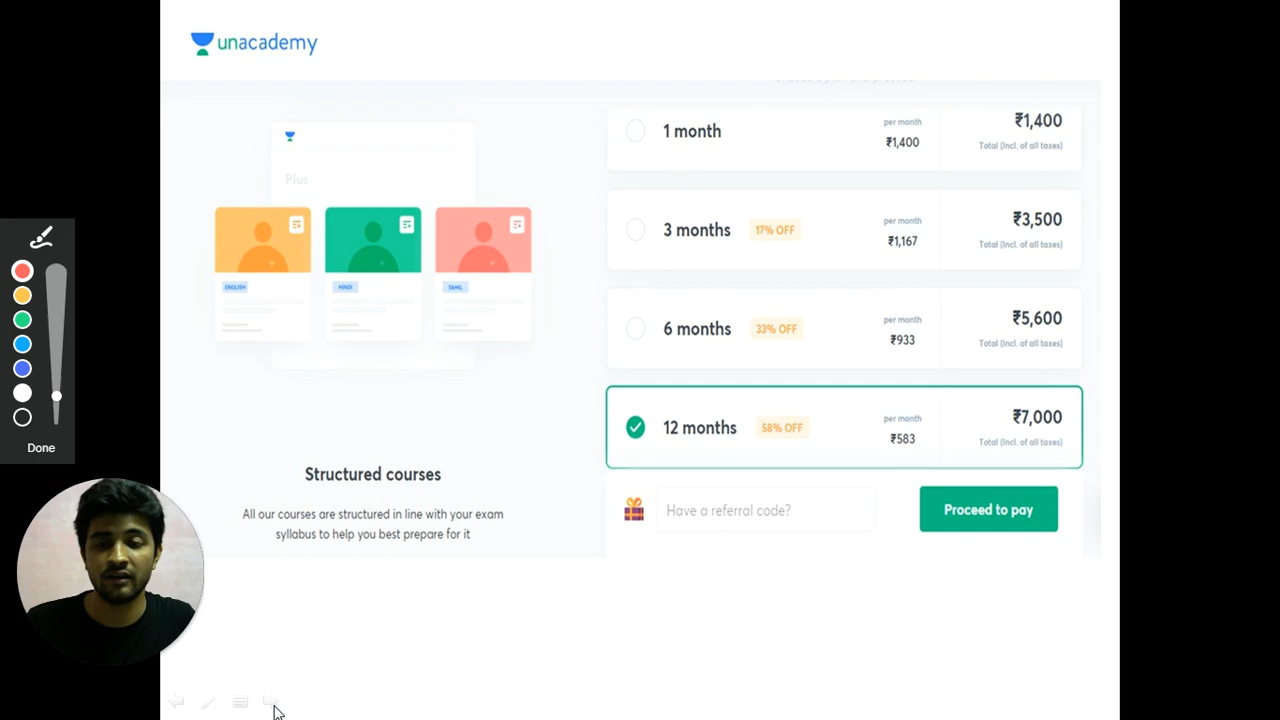 unacademy
Plus
ENGLISH
HINDI
TAMIL
Structured courses
All our courses are structured in line with your exam
syllabus to help you best prepare for it
1 month
per month
₹1,400
₹1,400
Total (Incl. of all taxes)
3 months
17% OFF
per month
₹1,167
₹3,500
Total (Incl. of all taxes)
6 months
33% OFF
per month
₹933
₹5,600
Total (Incl. of all taxes)
12 months
58% OFF
per month
₹583
₹7,000
Total (Incl. of all taxes)
Have a referral code?
Proceed to pay
Done